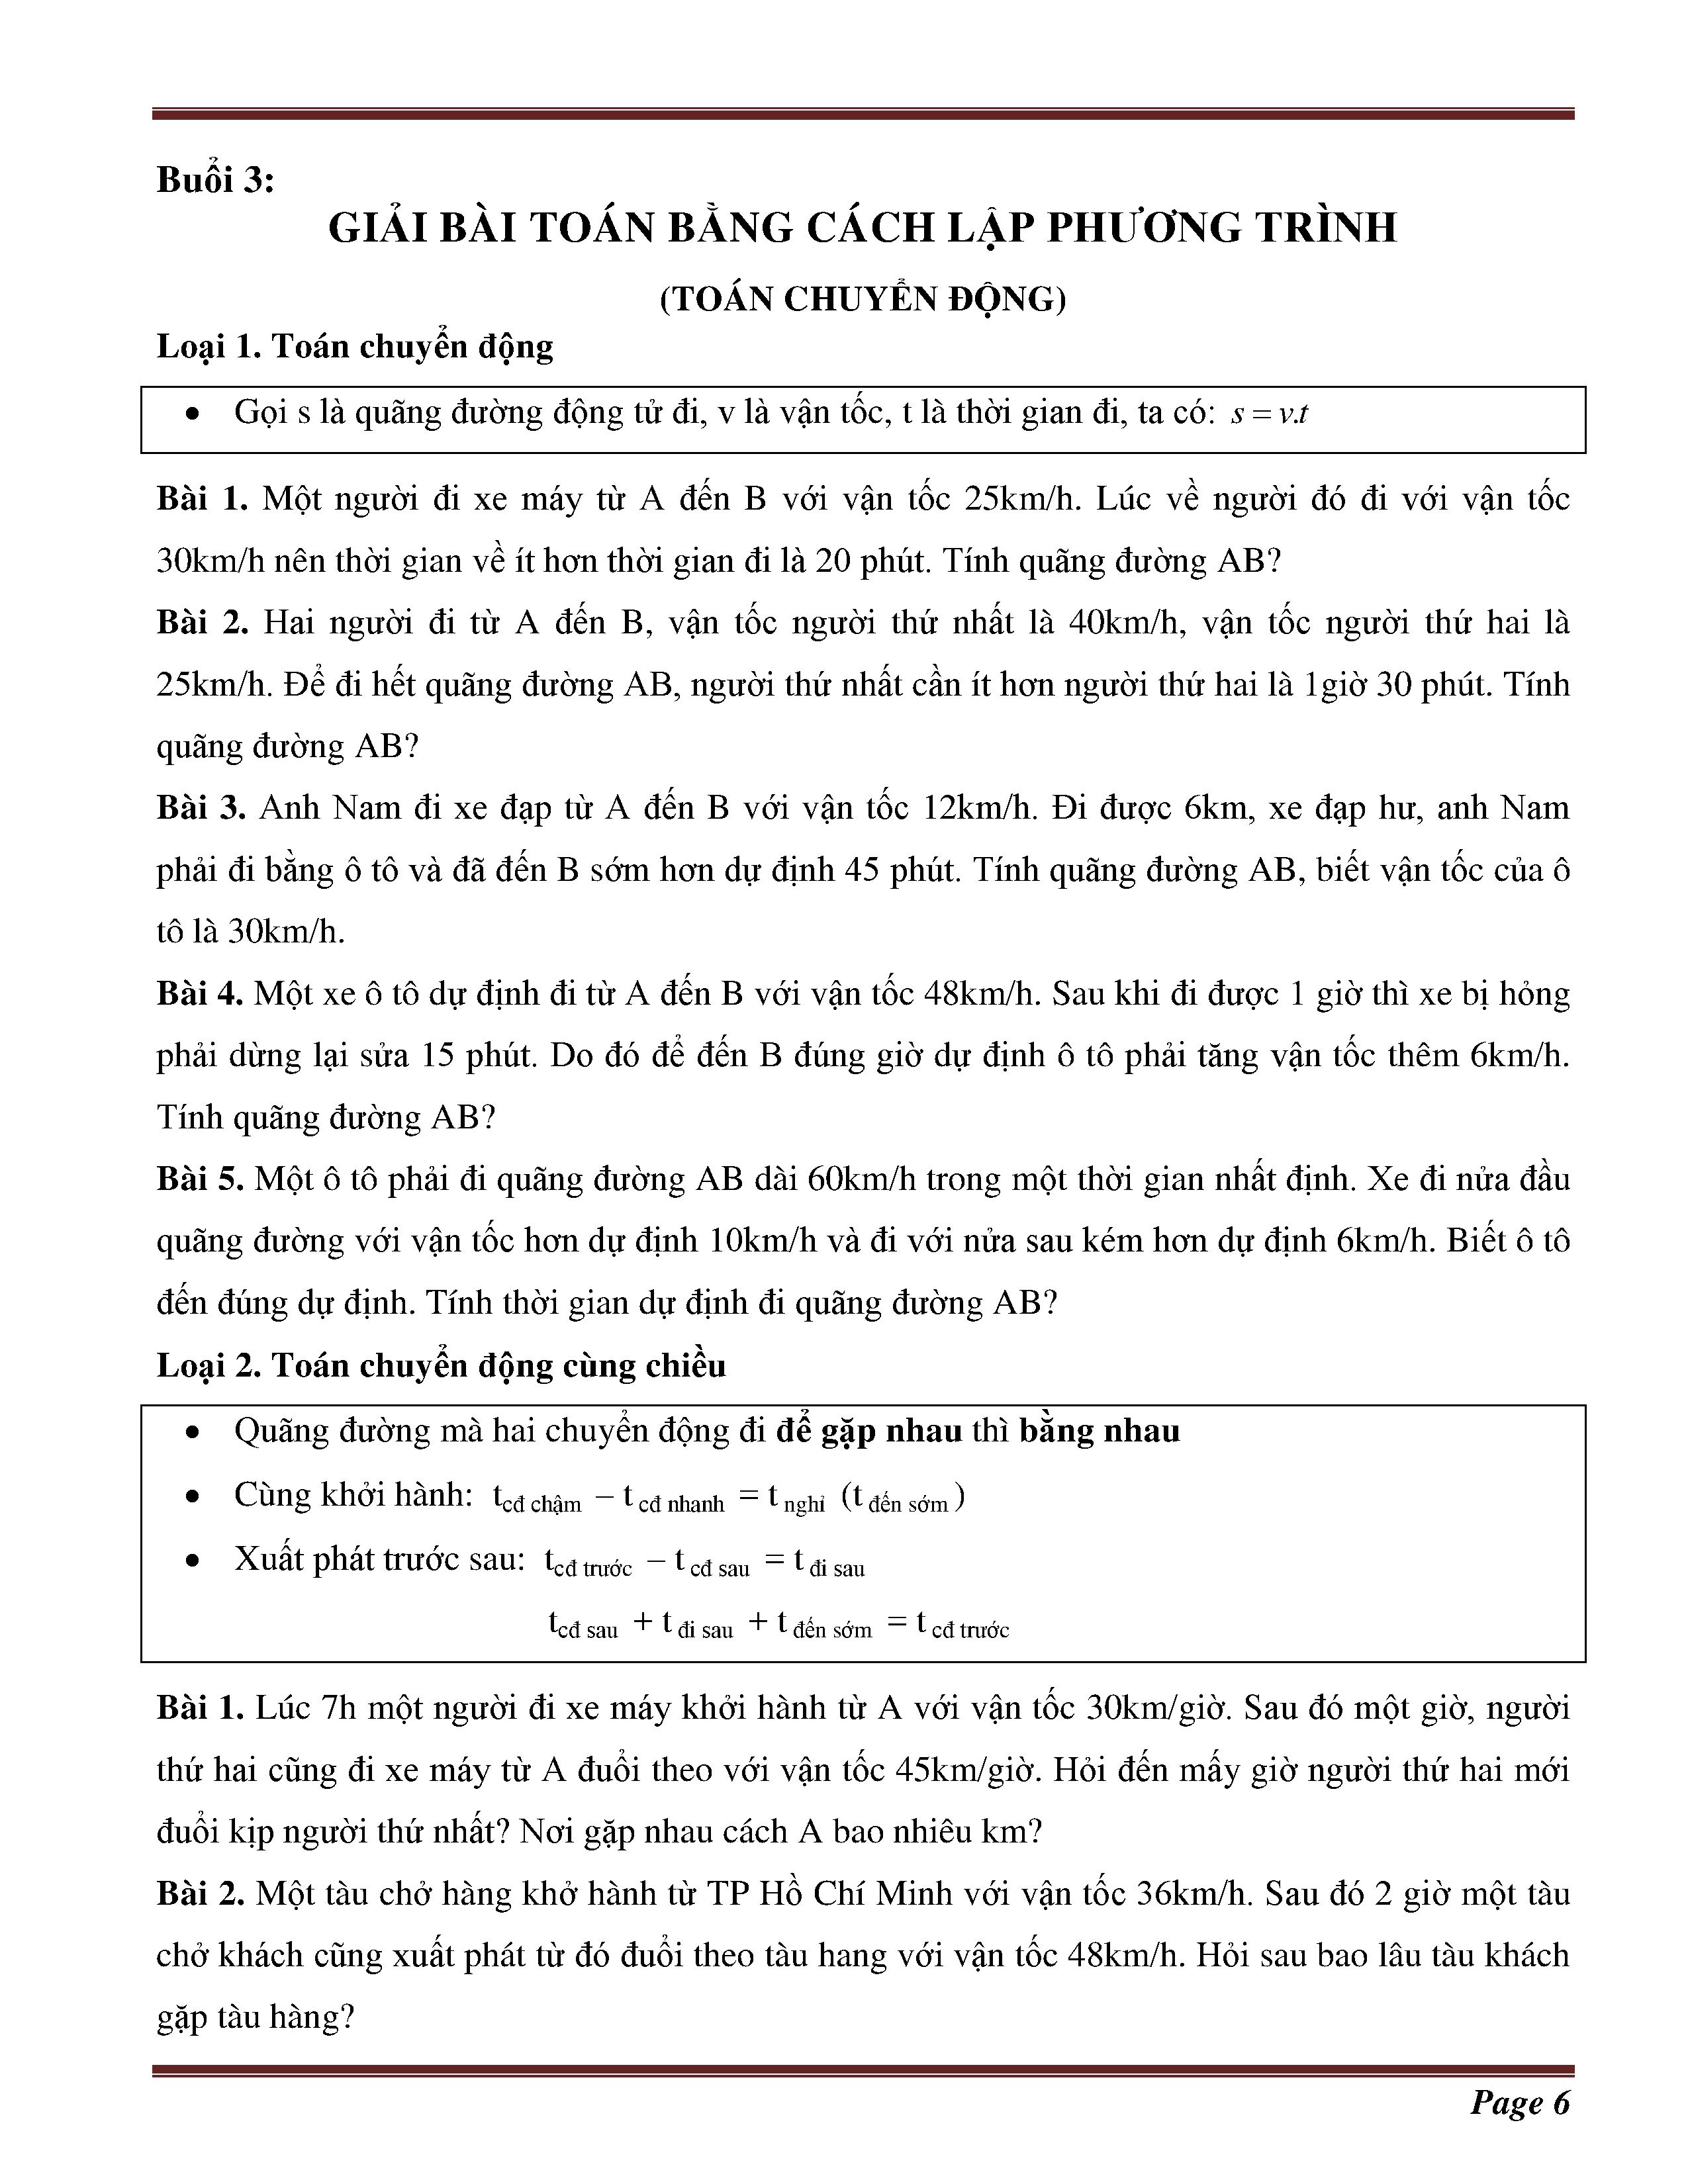 Buổi 3:
GIẢI BÀI TOÁN BẰNG CÁCH LẬP PHƯƠNG TRÌNH
(TOÁN CHUYỂN ĐỘNG)
Loại 1. Toán chuyển động
• Gọi s là quãng đường động tử đi, v là vận tốc, t là thời gian đi, ta có: s = v.t
Bài 1. Một người đi xe máy từ A đến B với vận tốc 25km/h. Lúc về người đó đi với vận tốc
30km/h nên thời gian về ít hơn thời gian đi là 20 phút. Tính quãng đường AB?
Bài 2. Hai người đi từ A đến B, vận tốc người thứ nhất là 40km/h, vận tốc người thứ hai là
25km/h. Để đi hết quãng đường AB, người thứ nhất cần ít hơn người thứ hai là 1giờ 30 phút. Tính
quãng đường AB?
Bài 3. Anh Nam đi xe đạp từ A đến B với vận tốc 12km/h. Đi được 6km, xe đạp hư, anh Nam
phải đi bằng ô tô và đã đến B sớm hơn dự định 45 phút. Tính quãng đường AB, biết vận tốc của ô
tô là 30km/h.
Bài 4. Một xe ô tô dự định đi từ A đến B với vận tốc 48km/h. Sau khi đi được 1 giờ thì xe bị hỏng
phải dừng lại sửa 15 phút. Do đó để đến B đúng giờ dự định ô tô phải tăng vận tốc thêm 6km/h.
Tính quãng đường AB?
Bài 5. Một ô tô phải đi quãng đường AB dài 60km/h trong một thời gian nhất định. Xe đi nửa đầu
quãng đường với vận tốc hơn dự định 10km/h và đi với nửa sau kém hơn dự định 6km/h. Biết ô tô
đến đúng dự định. Tính thời gian dự định đi quãng đường AB?
Loại 2. Toán chuyển động cùng chiều
• Quãng đường mà hai chuyển động đi để gặp nhau thì bằng nhau
• Cùng khởi hành: tcđ chậm – t cđ nhanh = t nghỉ (t đến sớm )
• Xuất phát trước sau: tcđ trước – t cđ sau = t đi sau
tcđ sau + t đi sau + t đến sớm = t cđ trước
Bài 1. Lúc 7h một người đi xe máy khởi hành từ A với vận tốc 30km/giờ. Sau đó một giờ, người
thứ hai cũng đi xe máy từ A đuổi theo với vận tốc 45km/giờ. Hỏi đến mấy giờ người thứ hai mới
đuổi kịp người thứ nhất? Nơi gặp nhau cách A bao nhiêu km?
Bài 2. Một tàu chở hàng khở hành từ TP Hồ Chí Minh với vận tốc 36km/h. Sau đó 2 giờ một tàu
chở khách cũng xuất phát từ đó đuổi theo tàu hang với vận tốc 48km/h. Hỏi sau bao lâu tàu khách
gặp tàu hàng?
Page 6